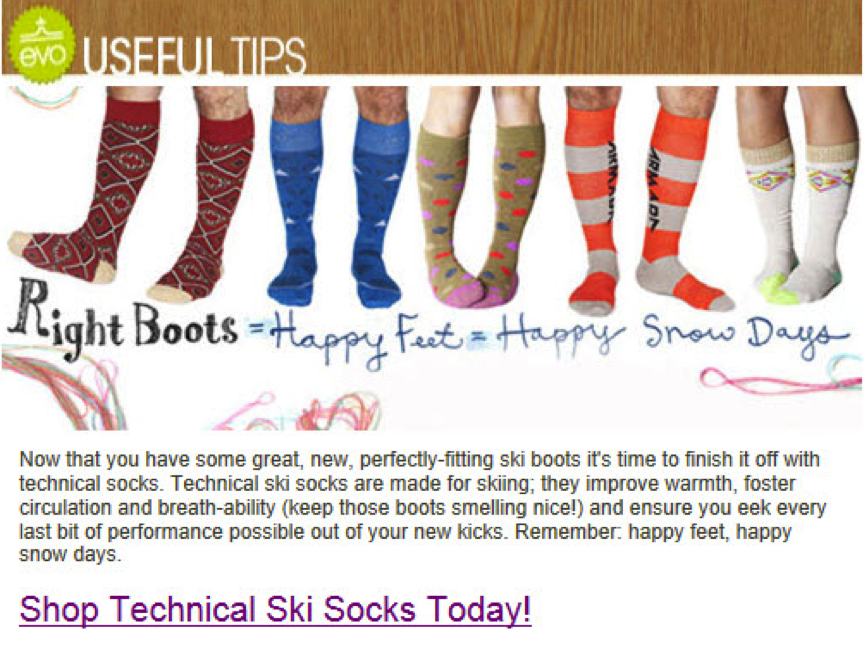 evo
USEFUL TIPS
ARMADA ARMADA
Right Boots = Happy Feet = Happy Snow Days
Now that you have some great, new, perfectly-fitting ski boots it's time to finish it off with
technical socks. Technical ski socks are made for skiing; they improve warmth, foster
circulation and breath-ability (keep those boots smelling nice!) and ensure you eek every
last bit of performance possible out of your new kicks. Remember: happy feet, happy
snow days.
Shop Technical Ski Socks Today!